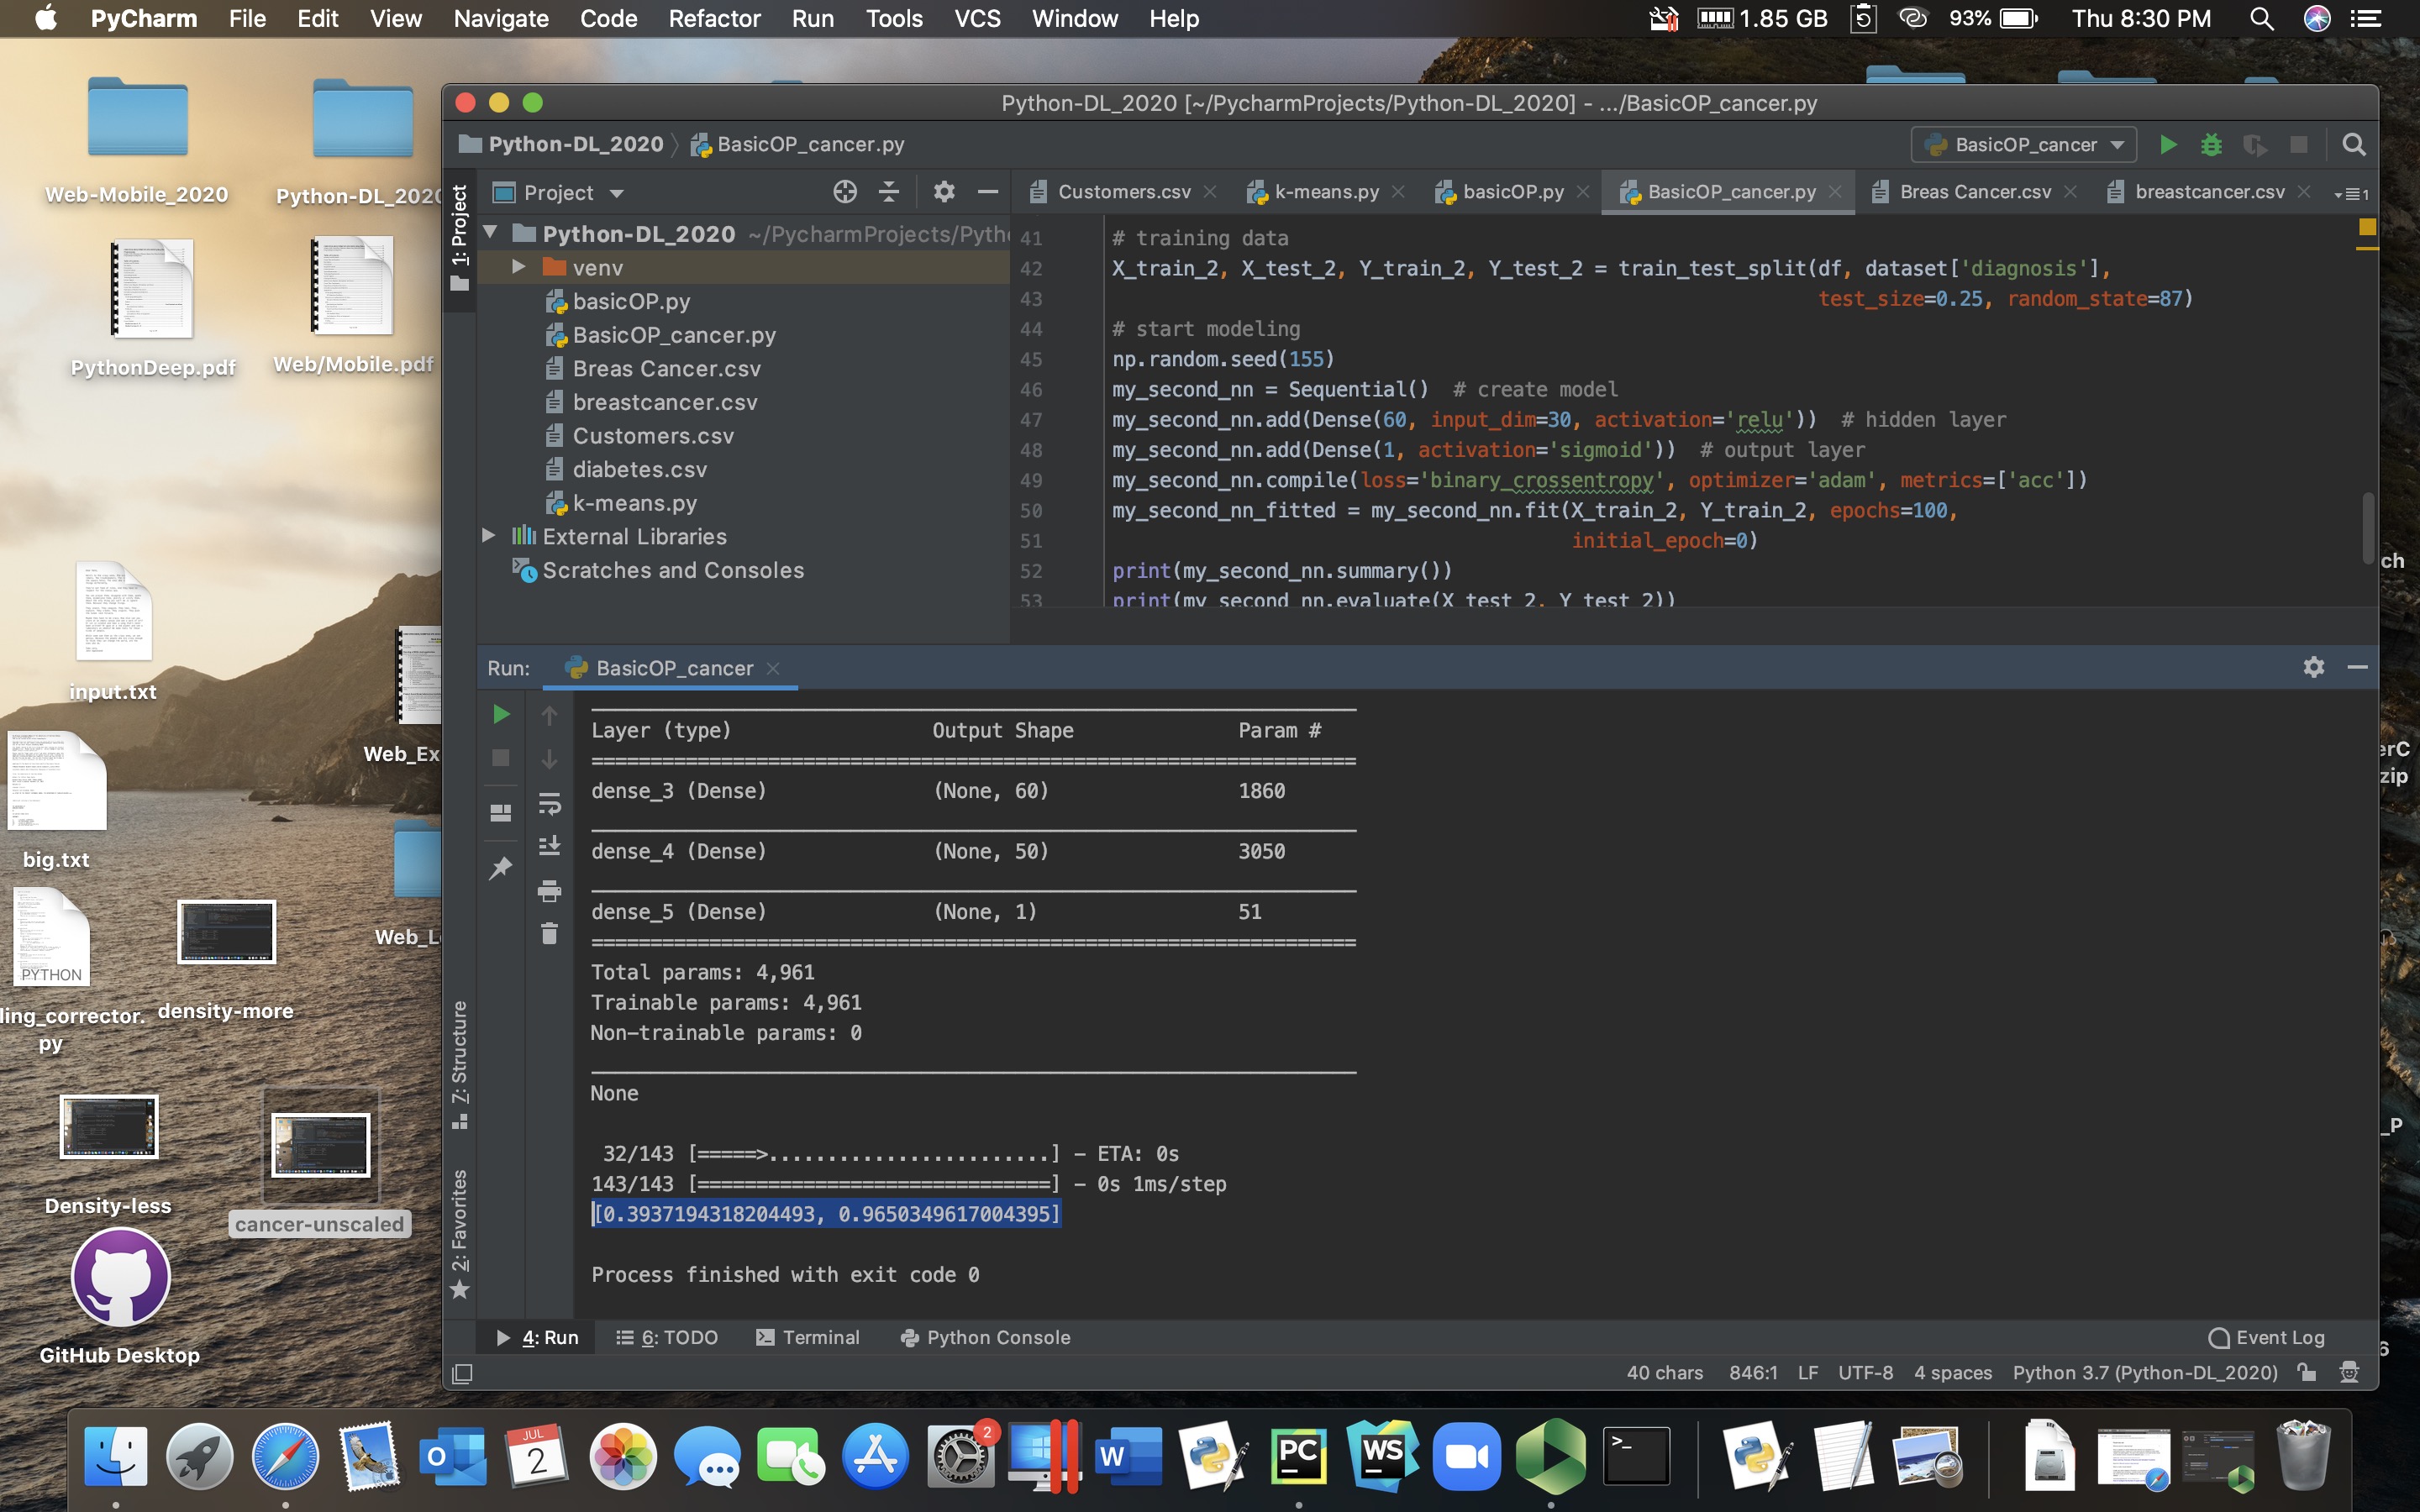 PyCharm File Edit View Navigate Code Refactor Run Tools VCS Window Help 1.85 GB 93% Thu 8:30 PM
Web-Mobile_2020
Python-DL_2020
PythonDeep.pdf
Web/Mobile.pdf
input.txt
Web_Ex
big.txt
Web_L
PYTHON
ling_corrector.
py
density-more
Density-less
cancer-unscaled
GitHub Desktop
Python-DL_2020 [~/PycharmProjects/Python-DL_2020] - .../BasicOP_cancer.py
Python-DL_2020 BasicOP_cancer.py BasicOP_cancer
1: Project
Project
Customers.csv k-means.py basicOP.py BasicOP_cancer.py Breas Cancer.csv breastcancer.csv 1
Python-DL_2020 ~/PycharmProjects/Pyth
venv
basicOP.py
BasicOP_cancer.py
Breas Cancer.csv
breastcancer.csv
Customers.csv
diabetes.csv
k-means.py
External Libraries
Scratches and Consoles
41 # training data
42 X_train_2, X_test_2, Y_train_2, Y_test_2 = train_test_split(df, dataset['diagnosis'],
43 test_size=0.25, random_state=87)
44 # start modeling
45 np.random.seed(155)
46 my_second_nn = Sequential()  # create model
47 my_second_nn.add(Dense(60, input_dim=30, activation='relu'))  # hidden layer
48 my_second_nn.add(Dense(1, activation='sigmoid'))  # output layer
49 my_second_nn.compile(loss='binary_crossentropy', optimizer='adam', metrics=['acc'])
50 my_second_nn_fitted = my_second_nn.fit(X_train_2, Y_train_2, epochs=100,
51 initial_epoch=0)
52 print(my_second_nn.summary())
53 print(my_second_nn.evaluate(X_test_2, Y_test_2))
Run: BasicOP_cancer
Layer (type) Output Shape Param #
=================================================================
dense_3 (Dense) (None, 60) 1860
dense_4 (Dense) (None, 50) 3050
dense_5 (Dense) (None, 1) 51
=================================================================
Total params: 4,961
Trainable params: 4,961
Non-trainable params: 0
None
32/143 [=====>........................] - ETA: 0s
143/143 [==============================] - 0s 1ms/step
[0.3937194318204493, 0.9650349617004395]
Process finished with exit code 0
7: Structure
2: Favorites
4: Run 6: TODO Terminal Python Console Event Log
40 chars 846:1 LF UTF-8 4 spaces Python 3.7 (Python-DL_2020)
ch
erC
zip
_P
6
JUL
2
2
O
W
PC
WS
>_